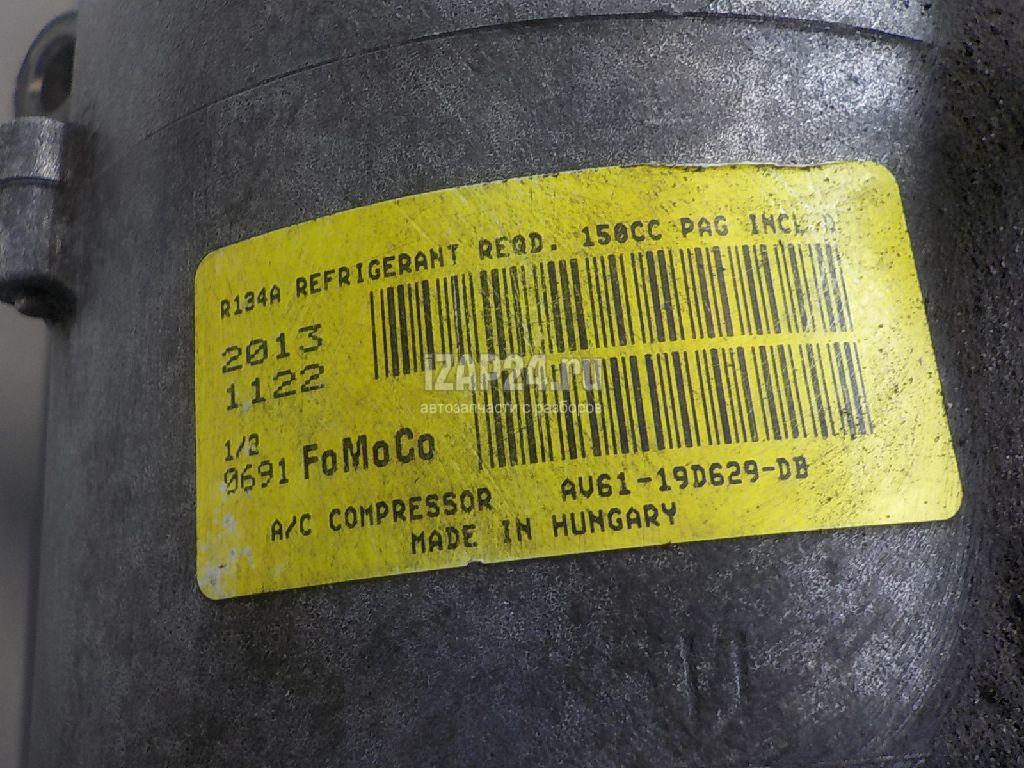 R134A REFRIGERANT REQD. 150CC PAG INCL D
2013
1122
IZAP24.ru
автозапчасти с разборов
1/2
0691 FoMoCo
A/C COMPRESSOR AV61-19D629-DB
MADE IN HUNGARY